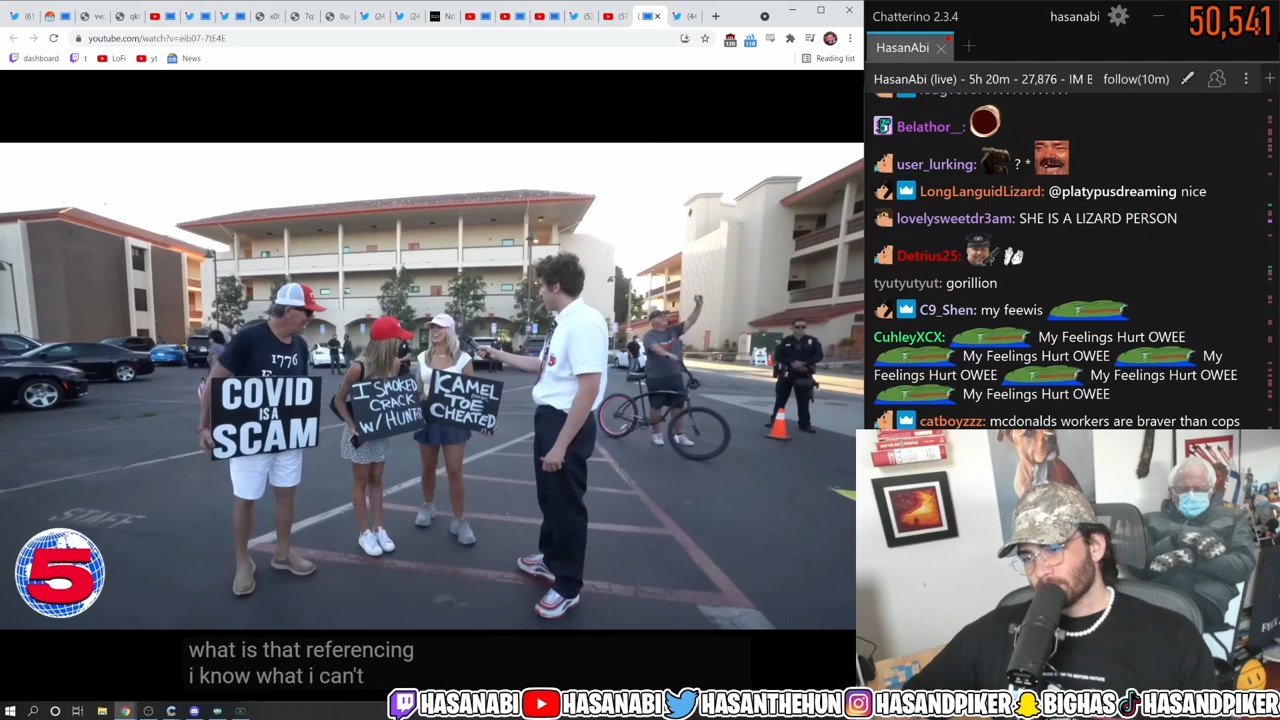 youtube.com/watch?v=eib07-7tE4E
dashboard
t
LoFi
yt
News
Reading list
1776
COVID
IS A
SCAM
I SMOKED
CRACK
W/ HUNTER
KAMEL
TOE
CHEATED
STAFF
5
what is that referencing
i know what i can't
Chatterino 2.3.4
hasanabi
50,541
HasanAbi
HasanAbi (live) - 5h 20m - 27,876 - IM B
follow(10m)
Belathor__:
user_lurking: ? *
LongLanguidLizard: @platypusdreaming nice
lovelysweetdr3am: SHE IS A LIZARD PERSON
Detrius25:
tyutyutyut: gorillion
C9_Shen: my feewis
CuhleyXCX: My Feelings Hurt OWEE
My Feelings Hurt OWEE My
Feelings Hurt OWEE My Feelings Hurt OWEE
My Feelings Hurt OWEE
catboyzzz: mcdonalds workers are braver than cops
HASANABI HASANABI HASANTHEHUN HASANDPIKER BIGHAS HASANDPIKER